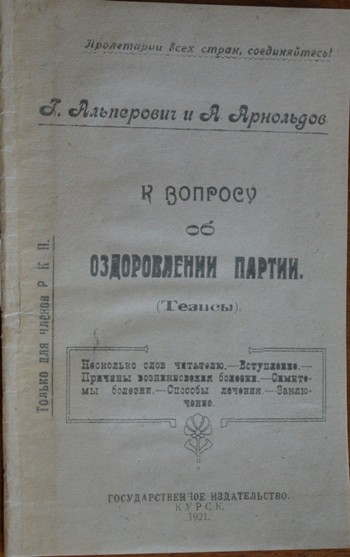 Пролетарии всех стран, соединяйтесь!
Г. Альперович и А Арнольдов
К ВОПРОСУ
об
ОЗДОРОВЛЕНИИ ПАРТИИ.
(Тезисы).
Только для членов Р К П.
Несколько слов читателю.—Вступление.—
Причины возникновения болезни.—Симпто-
мы болезни.—Способы лечения.—Заклю-
чение.
ГОСУДАРСТВЕННОЕ ИЗДАТЕЛЬСТВО.
КУРСК.
1921.